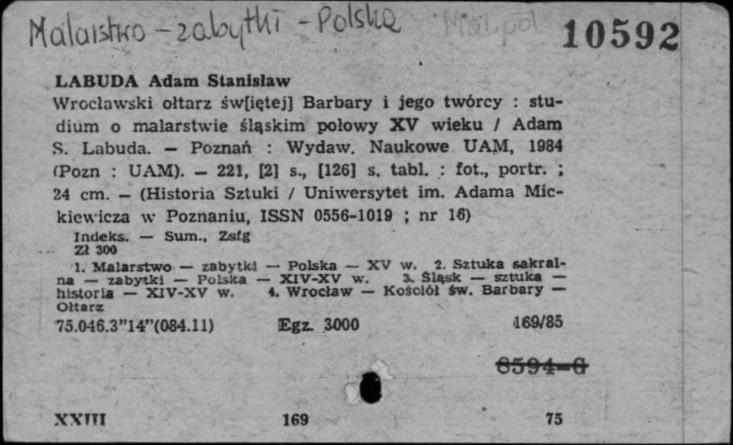 Malarstwo - zabytki - Polska Mal. pol
10592
LABUDA Adam Stanisław
Wrocławski ołtarz św[iętej] Barbary i jego twórcy : stu-
dium o malarstwie śląskim połowy XV wieku / Adam
S. Labuda. — Poznań : Wydaw. Naukowe UAM, 1984
(Pozn : UAM). — 221, [2] s., [126] s. tabl. : fot., portr. ;
24 cm. — (Historia Sztuki / Uniwersytet im. Adama Mic-
kiewicza w Poznaniu, ISSN 0556-1019 ; nr 16)
Indeks. — Sum., Zsfg
Zł 300
1. Malarstwo — zabytki — Polska — XV w. 2. Sztuka sakral-
na — zabytki — Polska — XIV-XV w. 3. Śląsk — sztuka —
historia — XIV-XV w. 4. Wrocław — Kościół św. Barbary —
Ołtarz
75.046.3"14"(084.11) Egz. 3000 169/85
8594-G
XXIII 169 75